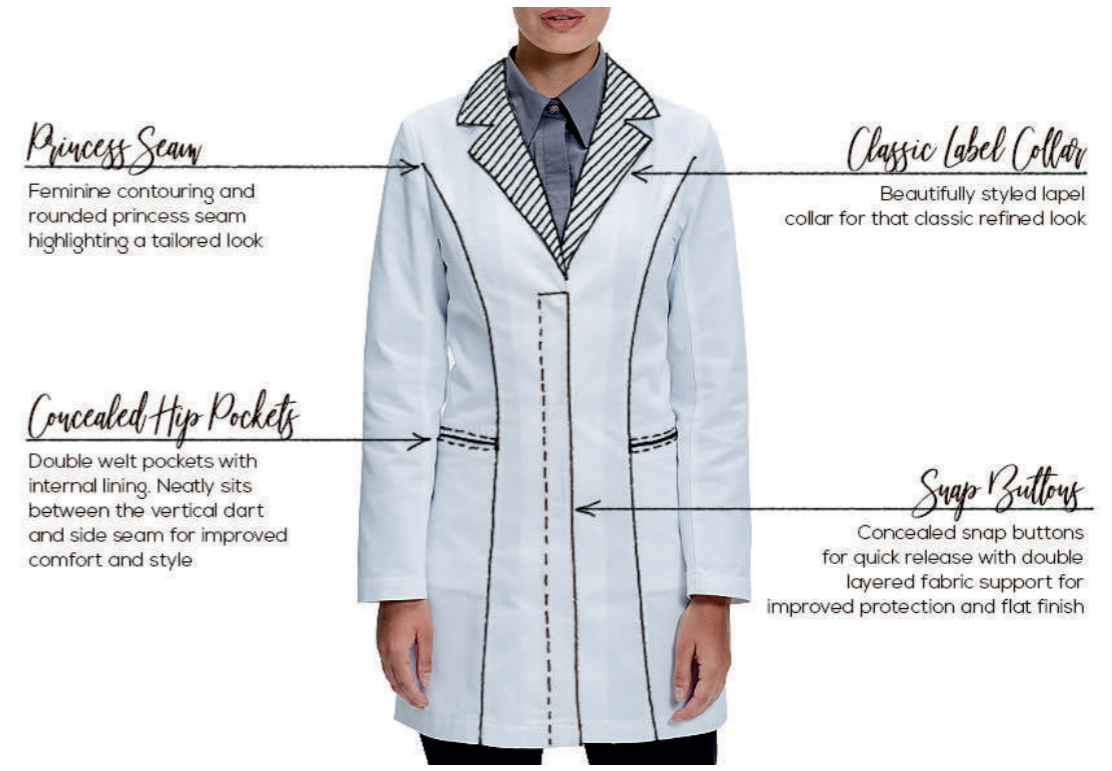 Princess Seam
Feminine contouring and
rounded princess seam
highlighting a tailored look
Classic Label Collar
Beautifully styled lapel
collar for that classic refined look
Concealed Hip Pockets
Double welt pockets with
internal lining. Neatly sits
between the vertical dart
and side seam for improved
comfort and style
Snap Buttons
Concealed snap buttons
for quick release with double
layered fabric support for
improved protection and flat finish